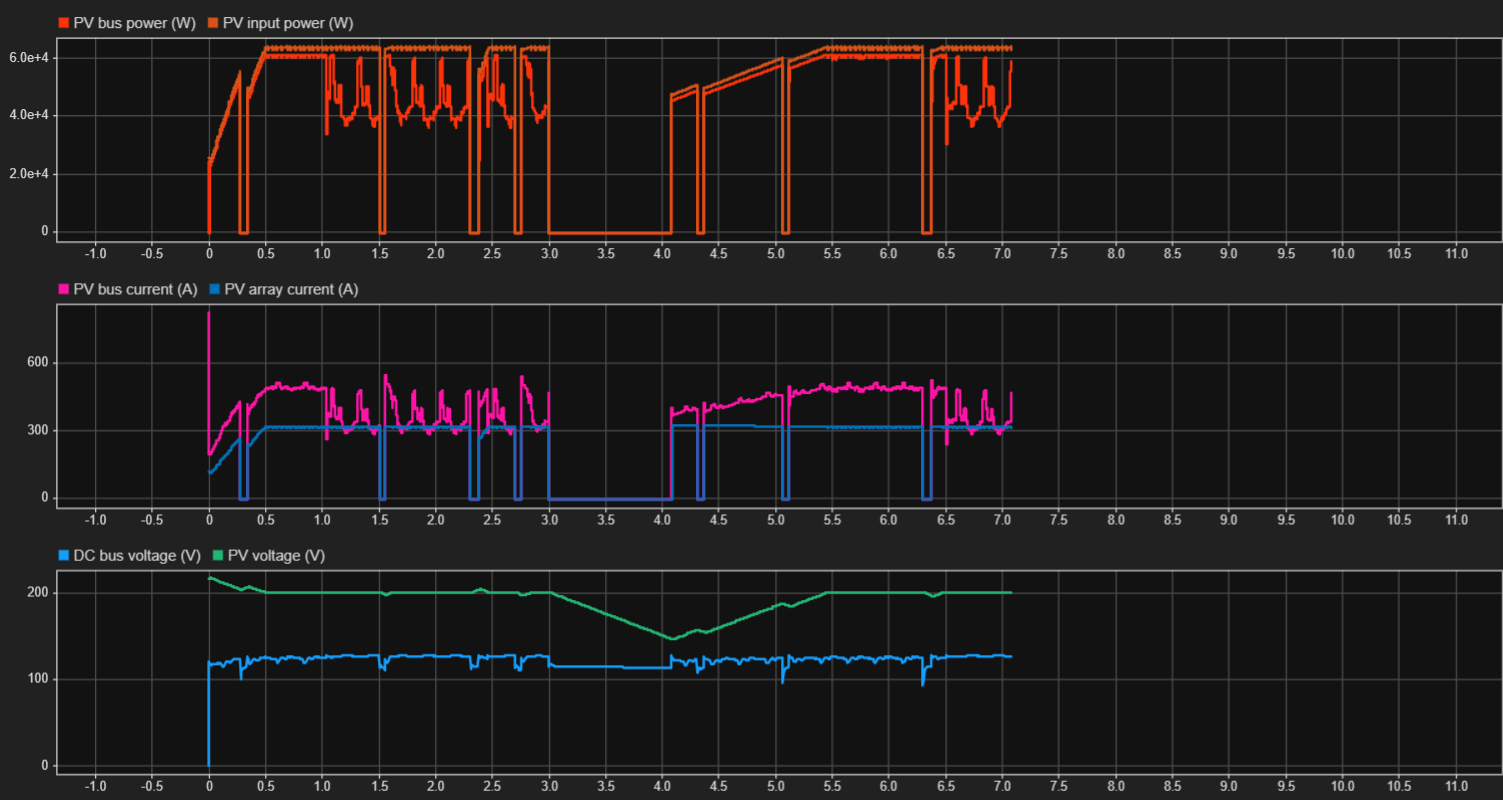 PV bus power (W) PV input power (W)
6.0e+4
4.0e+4
2.0e+4
0
-1.0 -0.5 0 0.5 1.0 1.5 2.0 2.5 3.0 3.5 4.0 4.5 5.0 5.5 6.0 6.5 7.0 7.5 8.0 8.5 9.0 9.5 10.0 10.5 11.0
PV bus current (A) PV array current (A)
600
300
0
-1.0 -0.5 0 0.5 1.0 1.5 2.0 2.5 3.0 3.5 4.0 4.5 5.0 5.5 6.0 6.5 7.0 7.5 8.0 8.5 9.0 9.5 10.0 10.5 11.0
DC bus voltage (V) PV voltage (V)
200
100
0
-1.0 -0.5 0 0.5 1.0 1.5 2.0 2.5 3.0 3.5 4.0 4.5 5.0 5.5 6.0 6.5 7.0 7.5 8.0 8.5 9.0 9.5 10.0 10.5 11.0